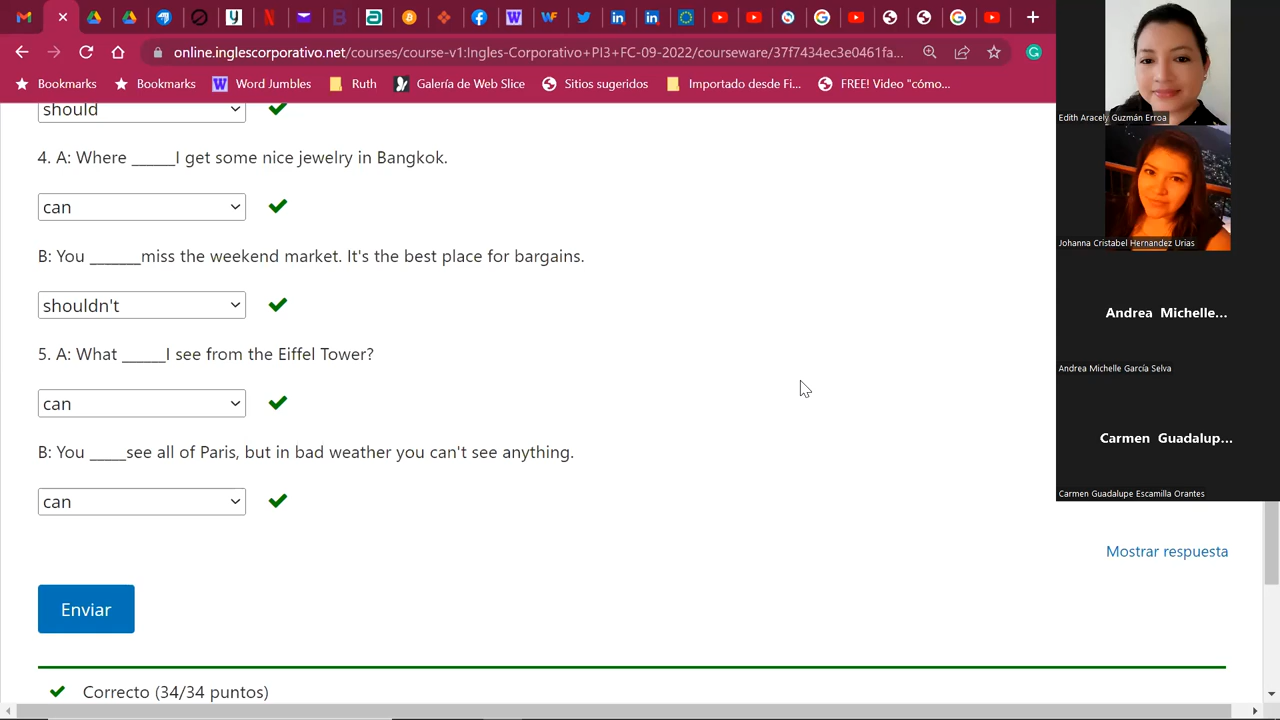 online.inglescorporativo.net/courses/course-v1:Ingles-Corporativo+PI3+FC-09-2022/courseware/37f7434ec3e0461fa...
Bookmarks
Bookmarks
Word Jumbles
Ruth
Galería de Web Slice
Sitios sugeridos
Importado desde Fi...
FREE! Video "cómo...
should
4. A: Where ______I get some nice jewelry in Bangkok.
can
B: You _______miss the weekend market. It's the best place for bargains.
shouldn't
5. A: What ______I see from the Eiffel Tower?
can
B: You _____see all of Paris, but in bad weather you can't see anything.
can
Mostrar respuesta
Enviar
Correcto (34/34 puntos)
Edith Aracely Guzmán Erroa
Johanna Cristabel Hernandez Urias
Andrea Michelle...
Andrea Michelle García Selva
Carmen Guadalup...
Carmen Guadalupe Escamilla Orantes